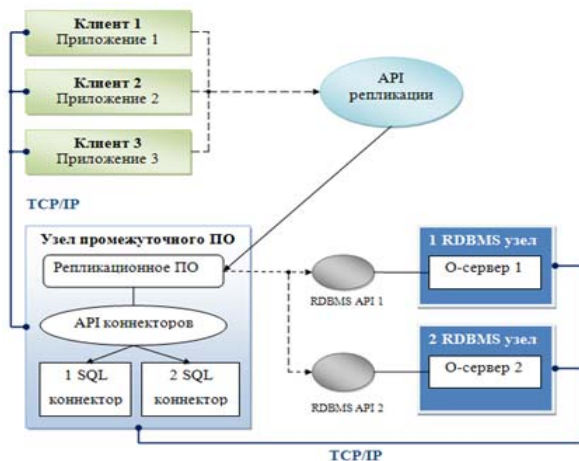 Клиент 1
Приложение 1
Клиент 2
Приложение 2
Клиент 3
Приложение 3
API
репликации
TCP/IP
Узел промежуточного ПО
Репликационное ПО
API коннекторов
1 SQL
коннектор
2 SQL
коннектор
RDBMS API 1
1 RDBMS узел
О-сервер 1
RDBMS API 2
2 RDBMS узел
О-сервер 2
TCP/IP